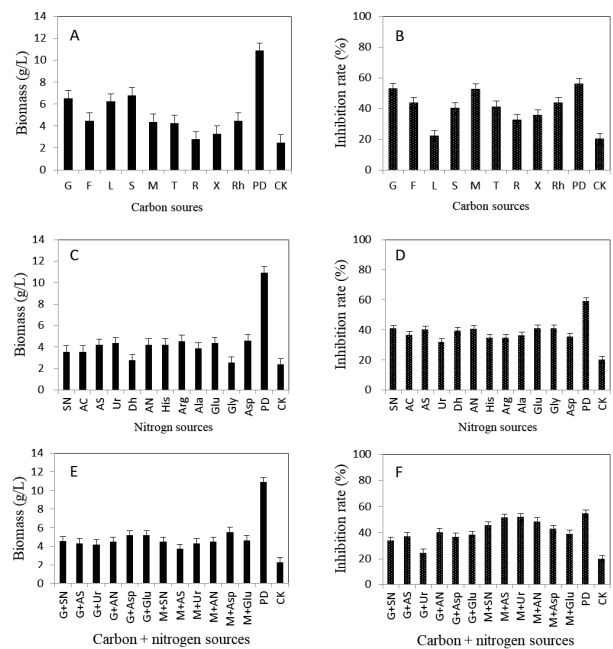 A
Biomass (g/L)
14
12
10
8
6
4
2
0
G F L S M T R X Rh PD CK
Carbon soures
B
Inhibition rate (%)
100
80
60
40
20
0
G F L S M T R X Rh PD CK
Carbon sources
C
Biomass (g/L)
14
12
10
8
6
4
2
0
SN AC AS Ur Dh AN His Arg Ala Glu Gly Asp PD CK
Nitrogn sources
D
Inhibition rate (%)
100
80
60
40
20
0
SN AC AS Ur Dh AN His Arg Ala Glu Gly Asp PD CK
Nitrogen sources
E
Biomass (g/L)
14
12
10
8
6
4
2
0
G+SN G+AS G+Ur G+AN G+Asp G+Glu M+SN M+AS M+Ur M+AN M+Asp M+Glu PD CK
Carbon + nitrogen sources
F
Inhibition rate (%)
100
80
60
40
20
0
G+SN G+AS G+Ur G+AN G+Asp G+Glu M+SN M+AS M+Ur M+AN M+Asp M+Glu PD CK
Carbon + nitrogen sources